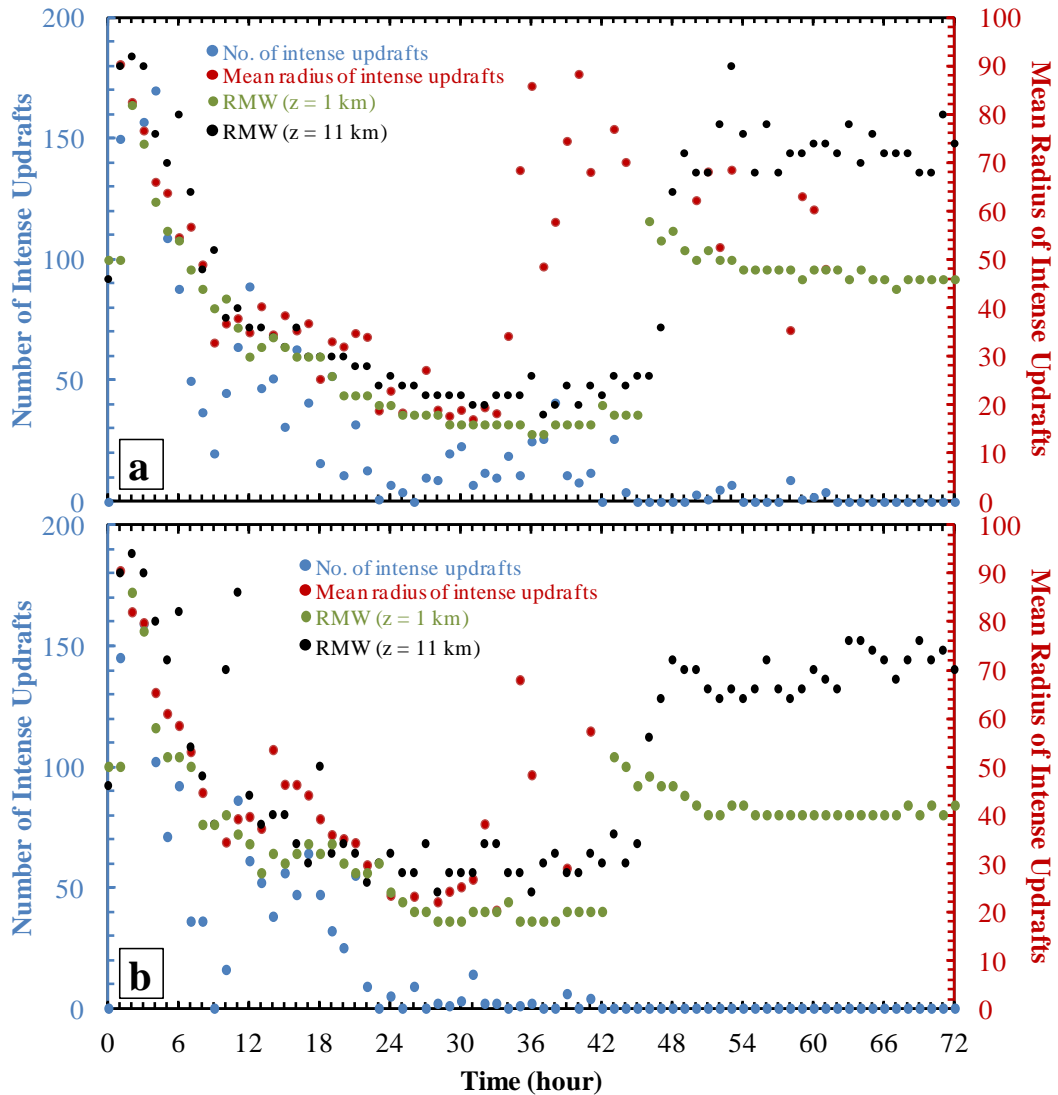 200
150
100
50
0
Number of Intense Updrafts
No. of intense updrafts
Mean radius of intense updrafts
RMW (z = 1 km)
RMW (z = 11 km)
a
100
90
80
70
60
50
40
30
20
10
0
Mean Radius of Intense Updrafts
200
150
100
50
0
Number of Intense Updrafts
No. of intense updrafts
Mean radius of intense updrafts
RMW (z = 1 km)
RMW (z = 11 km)
b
100
90
80
70
60
50
40
30
20
10
0
Mean Radius of Intense Updrafts
0 6 12 18 24 30 36 42 48 54 60 66 72
Time (hour)